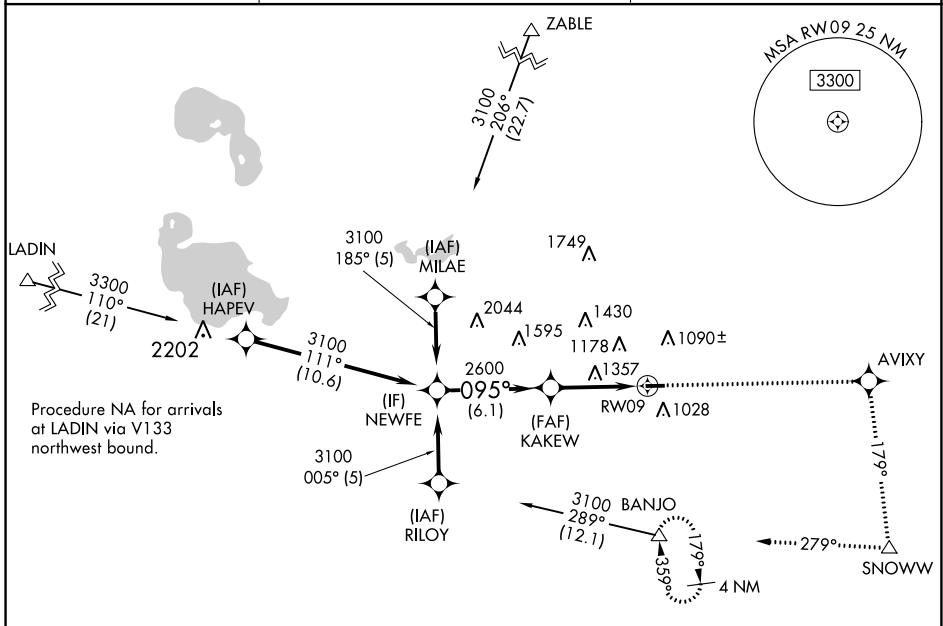 ZABLE
3100
206°
(22.7)
MSA RW09 25 NM
3300
LADIN
3300
110°
(21)
(IAF)
HAPEV
2202
3100
111°
(10.6)
3100
185° (5)
(IAF)
MILAE
1749
2044
1595
1430
1178
1090±
1357
2600
095°
(6.1)
RW09
1028
AVIXY
(IF)
NEWFE
(FAF)
KAKEW
Procedure NA for arrivals
at LADIN via V133
northwest bound.
3100
005° (5)
(IAF)
RILOY
3100
289°
(12.1)
BANJO
179°
359°
4 NM
179°
279°
SNOWW